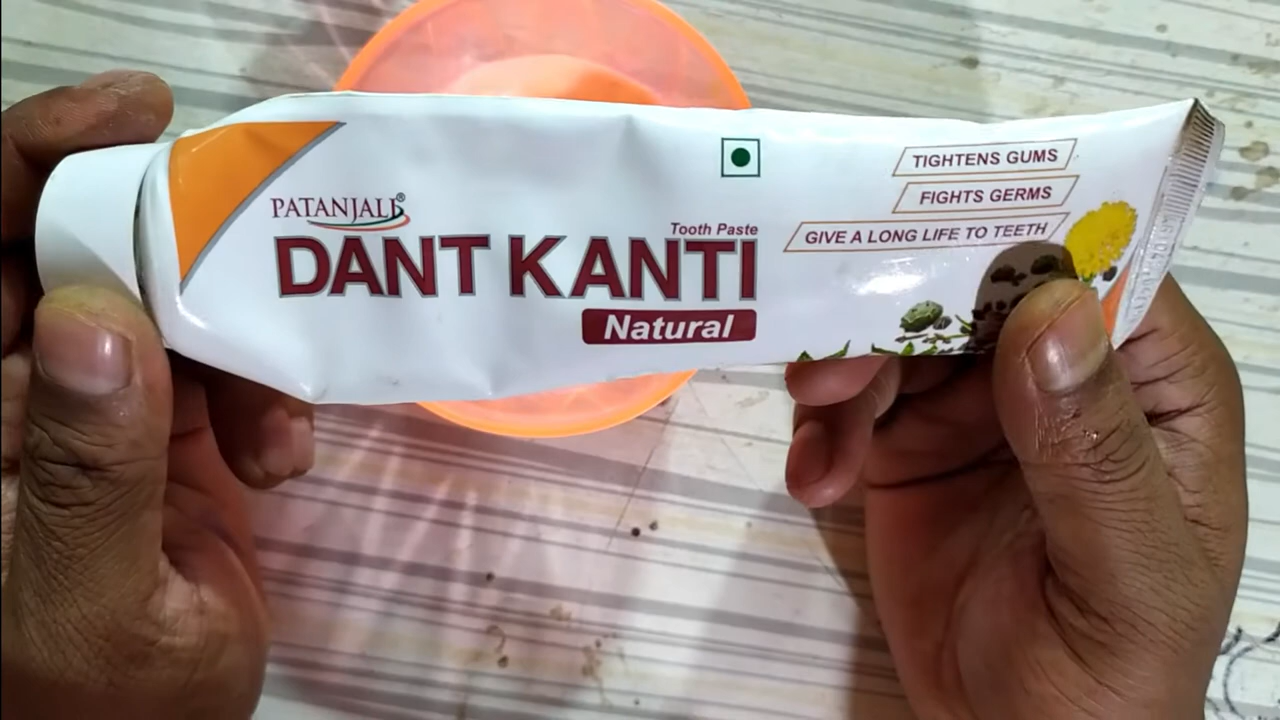 PATANJALI®
Tooth Paste
DANT KANTI
Natural
TIGHTENS GUMS
FIGHTS GERMS
GIVE A LONG LIFE TO TEETH